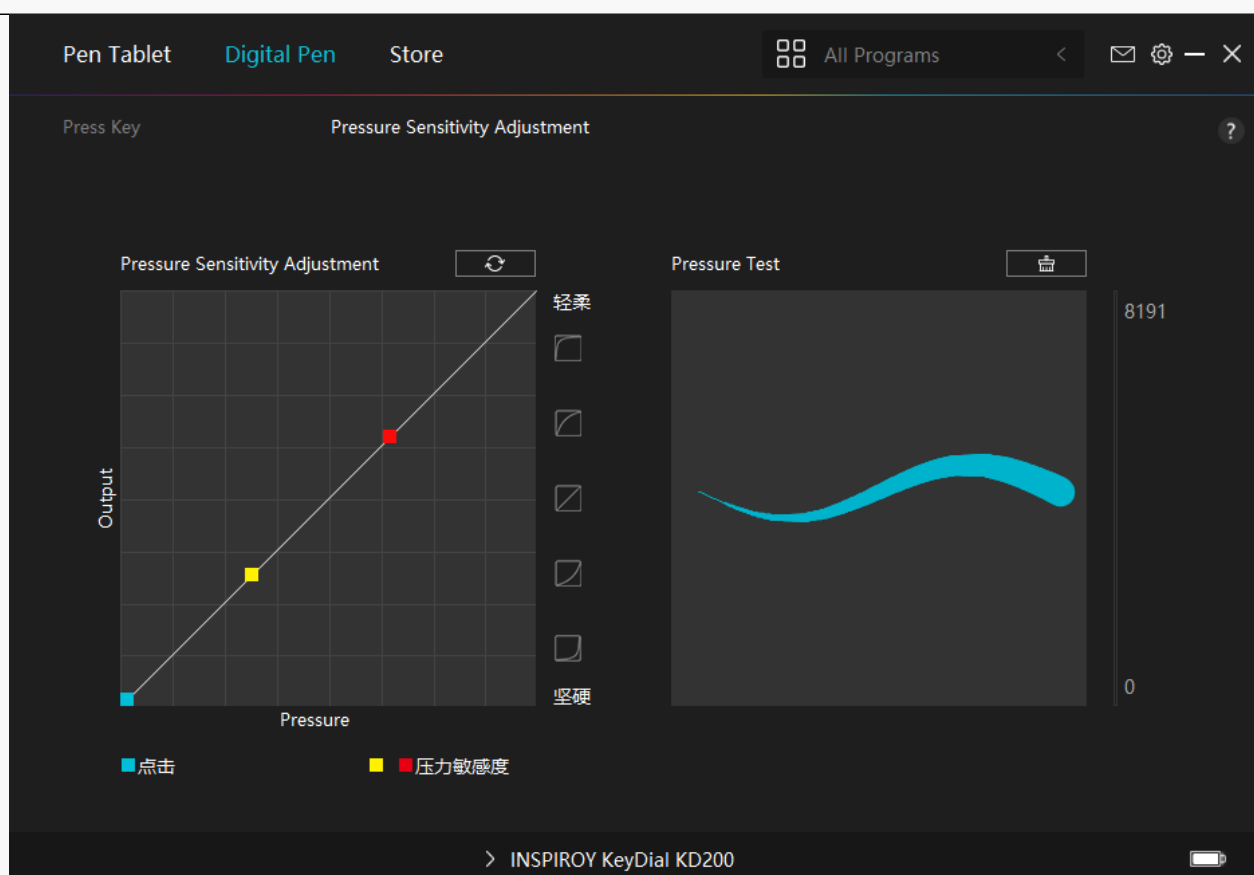 Pen Tablet
Digital Pen
Store
All Programs
Press Key
Pressure Sensitivity Adjustment
?
Pressure Sensitivity Adjustment
轻柔
坚硬
Output
Pressure
点击
压力敏感度
Pressure Test
8191
0
INSPIROY KeyDial KD200